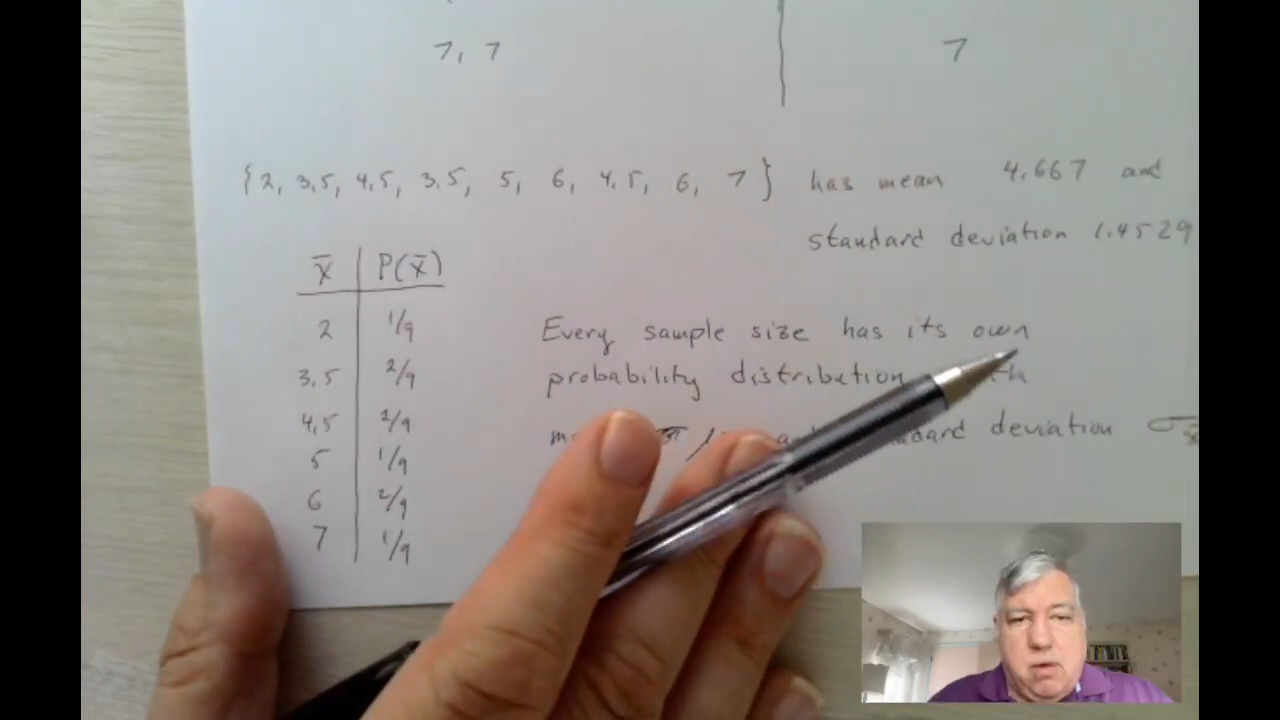 7, 7
7
{2, 3.5, 4.5, 3.5, 5, 6, 4.5, 6, 7} has mean 4.667 and
standard deviation 1.4529
x̄ P(x̄)
2 1/9
3.5 2/9
4.5 2/9
5 1/9
6 2/9
7 1/9
Every sample size has its own
probability distribution
deviation σx̄